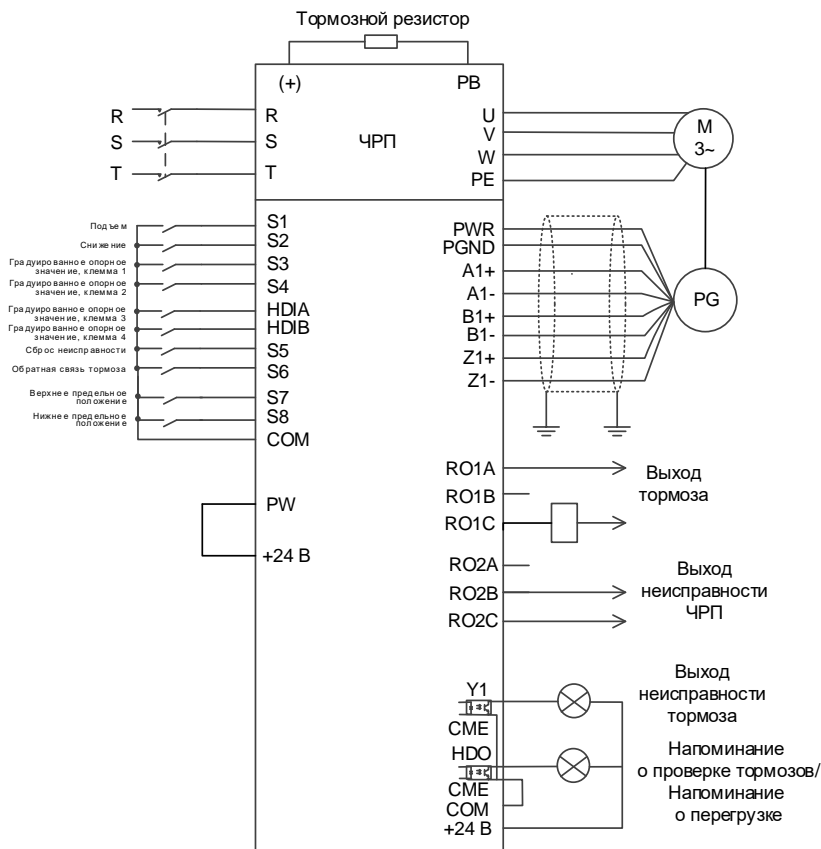 Тормозной резистор
(+)
PB
R
R
S
S
T
T
ЧРП
U
V
W
PE
M
3~
Подъем
S1
Снижение
S2
Градуированное опорное
значение, клемма 1
S3
Градуированное опорное
значение, клемма 2
S4
Градуированное опорное
значение, клемма 3
HDIA
Градуированное опорное
значение, клемма 4
HDIB
Сброс неисправности
S5
Обратная связь тормоза
S6
Верхнее предельное
положение
S7
Нижнее предельное
положение
S8
COM
PWR
PGND
A1+
A1-
B1+
B1-
Z1+
Z1-
PG
PW
+24 В
RO1A
RO1B
RO1C
Выход
тормоза
RO2A
RO2B
RO2C
Выход
неисправности
ЧРП
Y1
CME
Выход
неисправности
тормоза
HDO
CME
COM
+24 В
Напоминание
о проверке тормозов/
Напоминание
о перегрузке